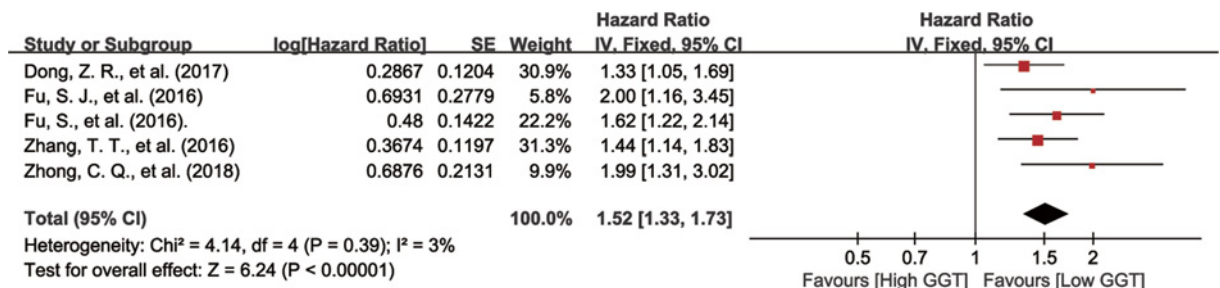 Hazard Ratio Hazard Ratio
Study or Subgroup log[Hazard Ratio] SE Weight IV, Fixed, 95% CI IV, Fixed, 95% CI
Dong, Z. R., et al. (2017) 0.2867 0.1204 30.9% 1.33 [1.05, 1.69]
Fu, S. J., et al. (2016) 0.6931 0.2779 5.8% 2.00 [1.16, 3.45]
Fu, S., et al. (2016). 0.48 0.1422 22.2% 1.62 [1.22, 2.14]
Zhang, T. T., et al. (2016) 0.3674 0.1197 31.3% 1.44 [1.14, 1.83]
Zhong, C. Q., et al. (2018) 0.6876 0.2131 9.9% 1.99 [1.31, 3.02]
Total (95% CI) 100.0% 1.52 [1.33, 1.73]
Heterogeneity: Chi² = 4.14, df = 4 (P = 0.39); I² = 3%
Test for overall effect: Z = 6.24 (P < 0.00001)
0.5 0.7 1 1.5 2
Favours [High GGT] Favours [Low GGT]